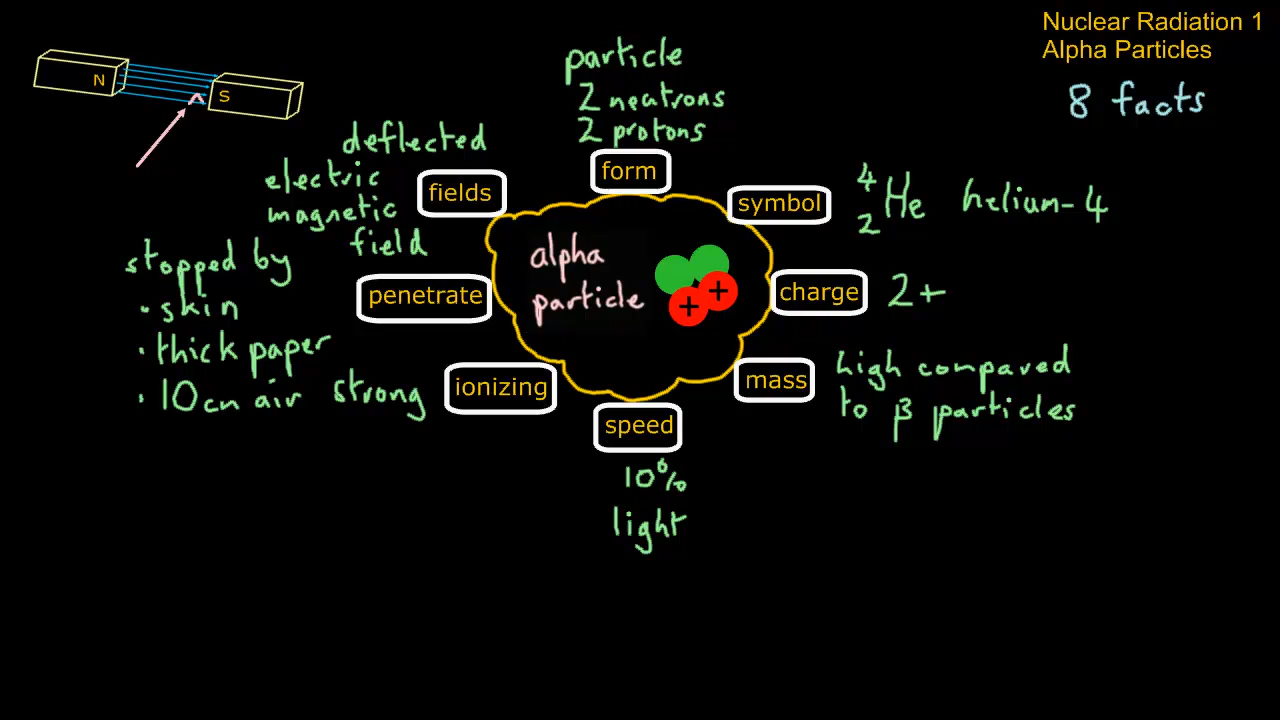 Nuclear Radiation 1
Alpha Particles
8 facts
N
S
particle
2 neutrons
2 protons
form
deflected
electric
magnetic
field
fields
symbol
4
2
He helium-4
stopped by
• skin
• thick paper
• 10cm air
penetrate
alpha
particle
+
+
charge
2+
strong
ionizing
mass
high compared
to β particles
speed
10%
light